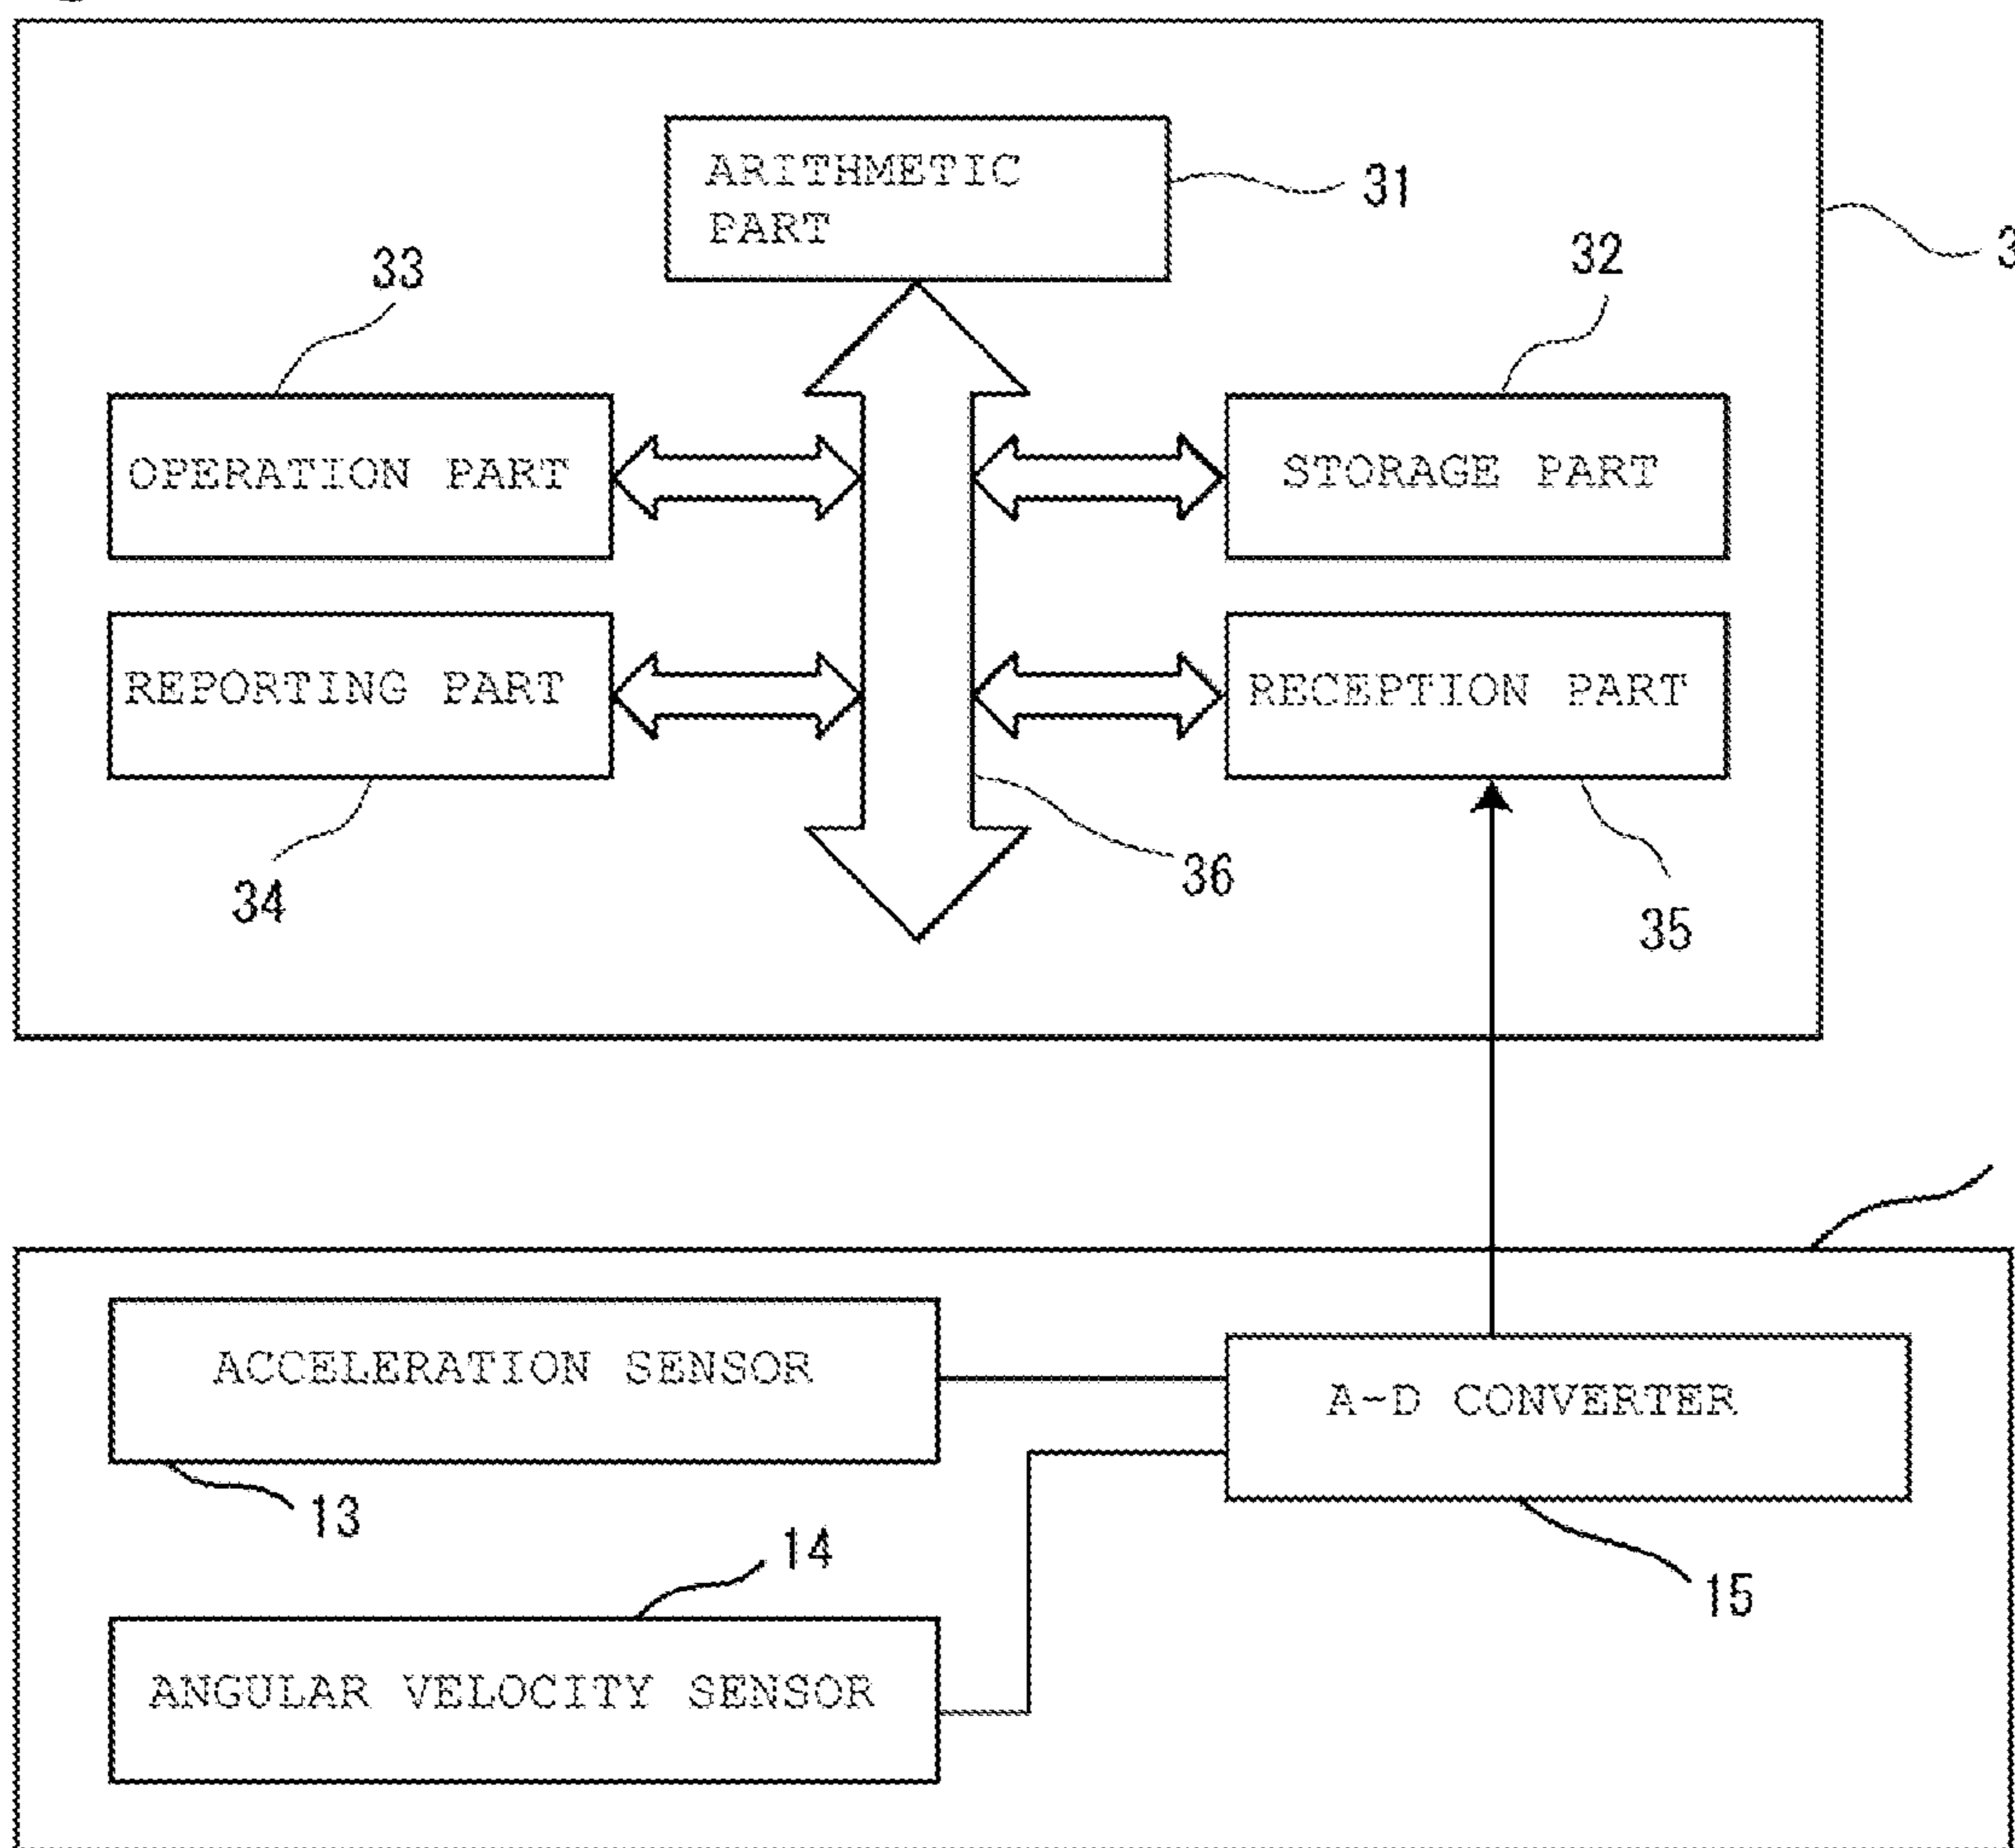 ARITHMETIC
PART
31
3
33
32
OPERATION PART
STORAGE PART
REPORTING PART
RECEPTION PART
34
36
35
ACCELERATION SENSOR
A-D CONVERTER
13
14
15
ANGULAR VELOCITY SENSOR